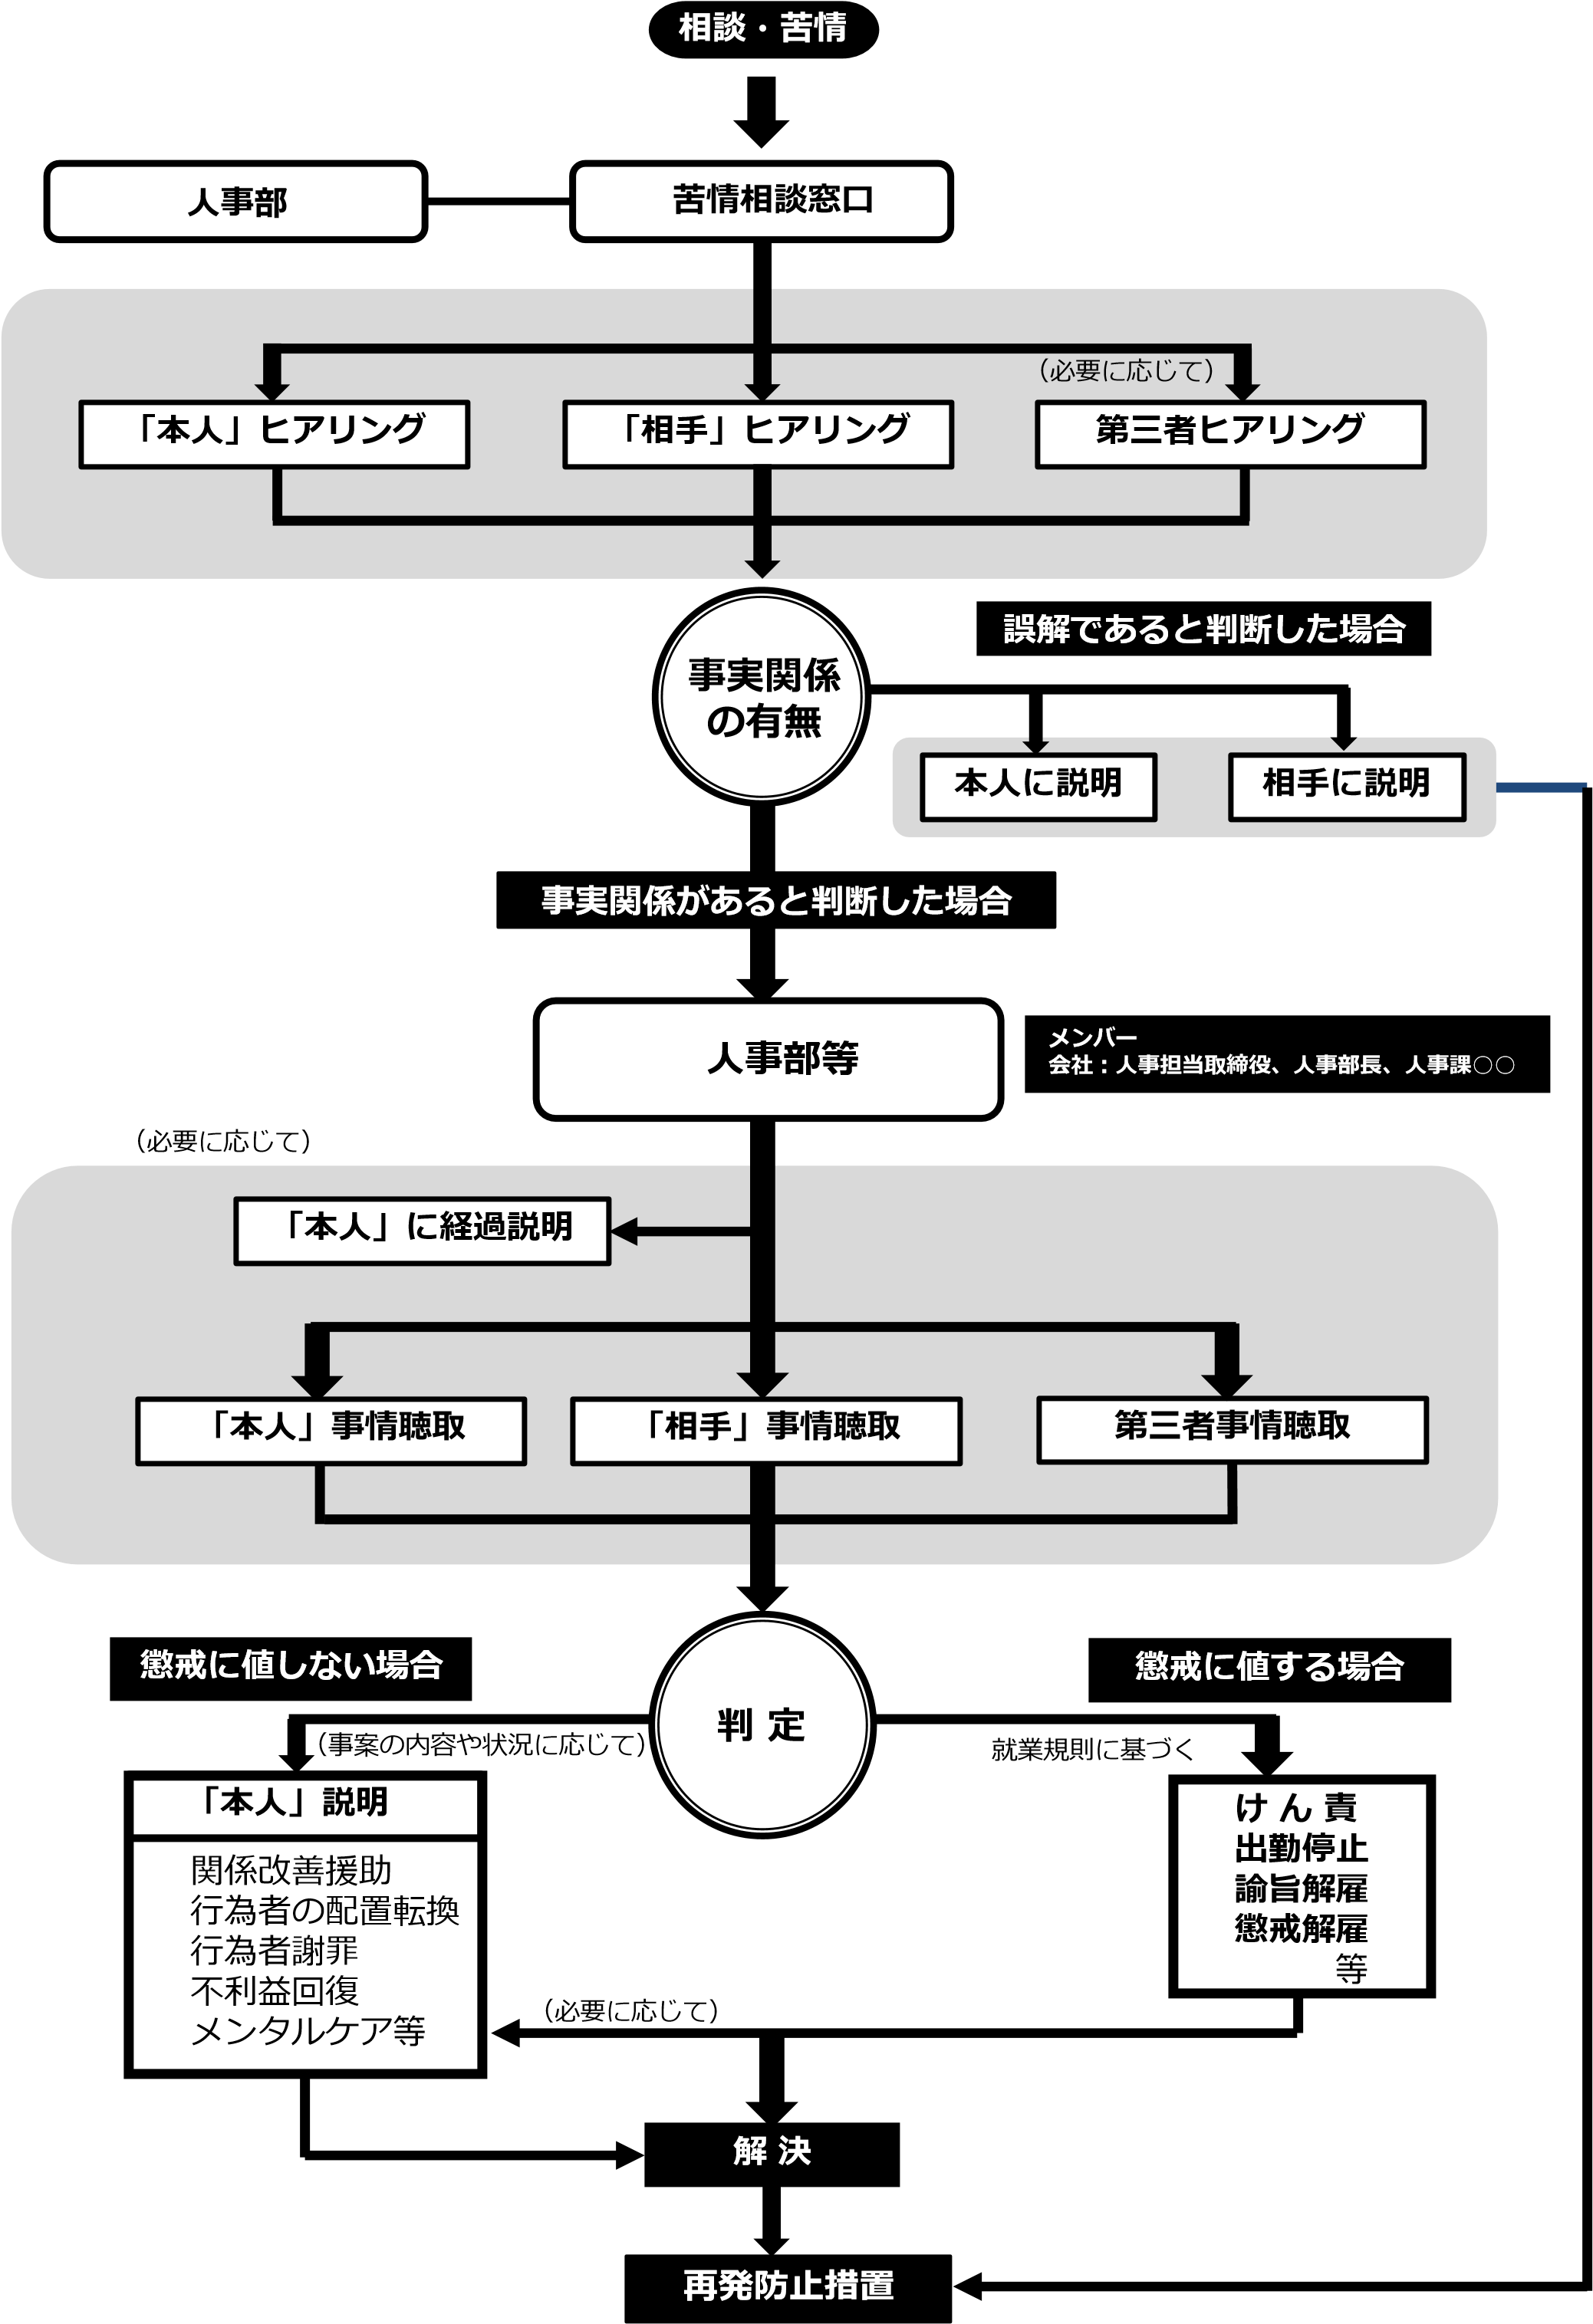 相談・苦情
人事部
苦情相談窓口
（必要に応じて）
「本人」ヒアリング
「相手」ヒアリング
第三者ヒアリング
誤解であると判断した場合
事実関係
の有無
本人に説明
相手に説明
事実関係があると判断した場合
人事部等
メンバー
会社：人事担当取締役、人事部長、人事課○○
（必要に応じて）
「本人」に経過説明
「本人」事情聴取
「相手」事情聴取
第三者事情聴取
懲戒に値しない場合
懲戒に値する場合
判 定
（事案の内容や状況に応じて）
就業規則に基づく
「本人」説明
関係改善援助
行為者の配置転換
行為者謝罪
不利益回復
メンタルケア等
けん責
出勤停止
諭旨解雇
懲戒解雇
等
（必要に応じて）
解 決
再発防止措置